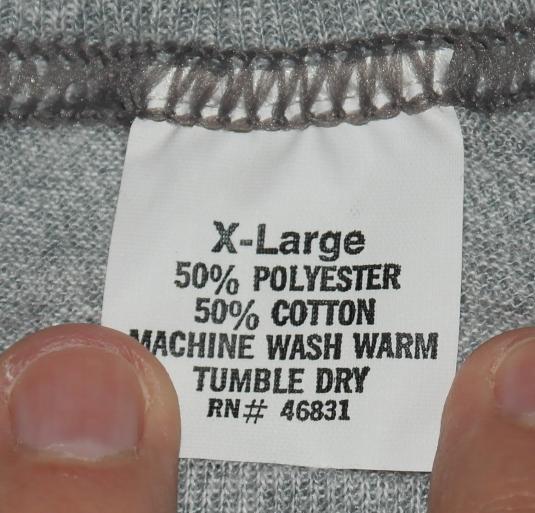 X-Large
50% POLYESTER
50% COTTON
MACHINE WASH WARM
TUMBLE DRY
RN# 46831